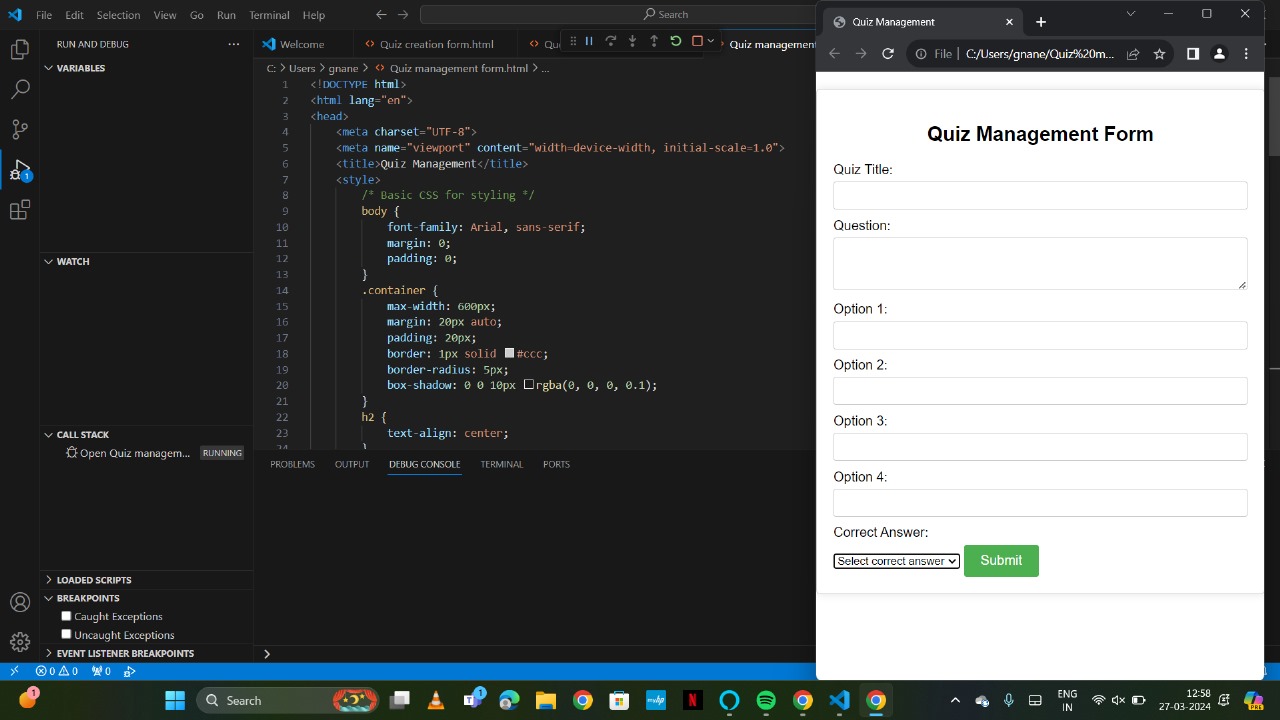 File Edit Selection View Go Run Terminal Help
Search
RUN AND DEBUG
VARIABLES
WATCH
CALL STACK
Open Quiz managem... RUNNING
LOADED SCRIPTS
BREAKPOINTS
Caught Exceptions
Uncaught Exceptions
EVENT LISTENER BREAKPOINTS
1
Welcome
Quiz creation form.html
Qu
Quiz management
C: > Users > gnane > Quiz management form.html > ...
1 <!DOCTYPE html>
2 <html lang="en">
3 <head>
4 <meta charset="UTF-8">
5 <meta name="viewport" content="width=device-width, initial-scale=1.0">
6 <title>Quiz Management</title>
7 <style>
8 /* Basic CSS for styling */
9 body {
10 font-family: Arial, sans-serif;
11 margin: 0;
12 padding: 0;
13 }
14 .container {
15 max-width: 600px;
16 margin: 20px auto;
17 padding: 20px;
18 border: 1px solid #ccc;
19 border-radius: 5px;
20 box-shadow: 0 0 10px rgba(0, 0, 0, 0.1);
21 }
22 h2 {
23 text-align: center;
24 }
PROBLEMS OUTPUT DEBUG CONSOLE TERMINAL PORTS
>
0 0 0
Quiz Management
File | C:/Users/gnane/Quiz%20m...
Quiz Management Form
Quiz Title:
Question:
Option 1:
Option 2:
Option 3:
Option 4:
Correct Answer:
Select correct answer
Submit
1
Search
1
myhp
N
ENG
IN
12:58
27-03-2024
PRE